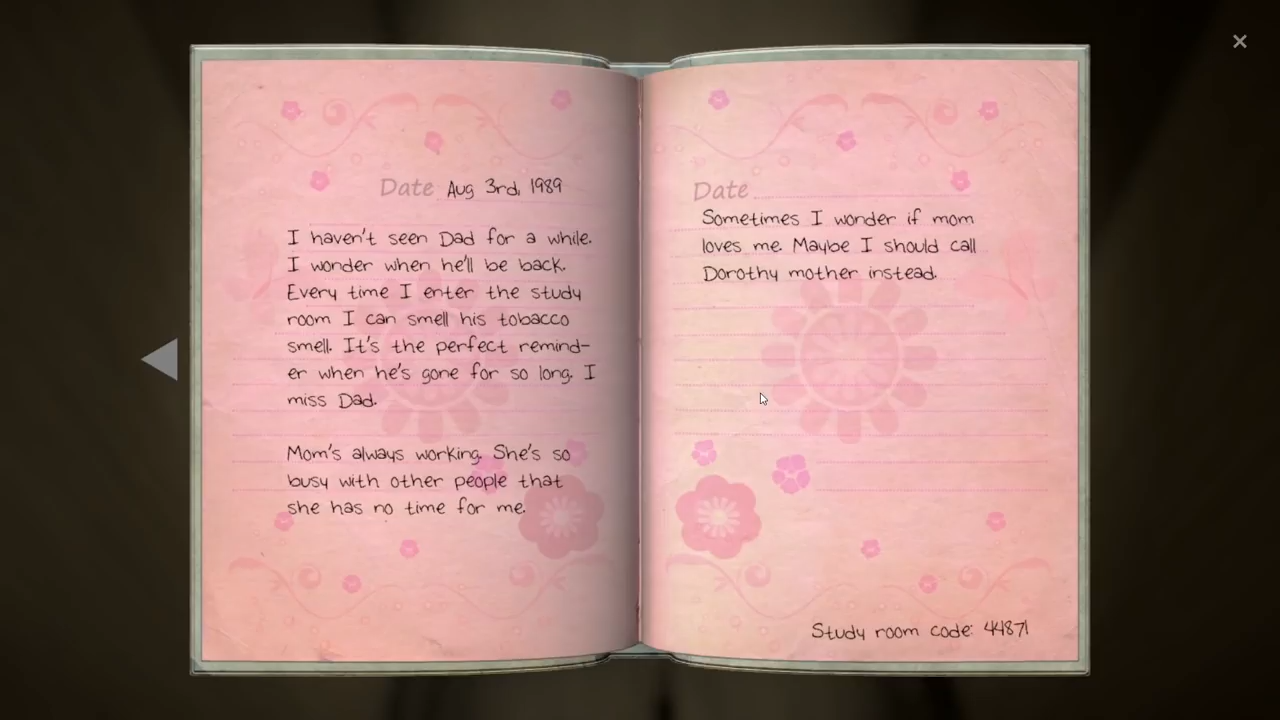 Date Aug 3rd, 1989
I haven't seen Dad for a while.
I wonder when he'll be back.
Every time I enter the study
room I can smell his tobacco
smell. It's the perfect remind-
er when he's gone for so long. I
miss Dad.
Mom's always working. She's so
busy with other people that
she has no time for me.
Date
Sometimes I wonder if mom
loves me. Maybe I should call
Dorothy mother instead.
Study room code: 44871